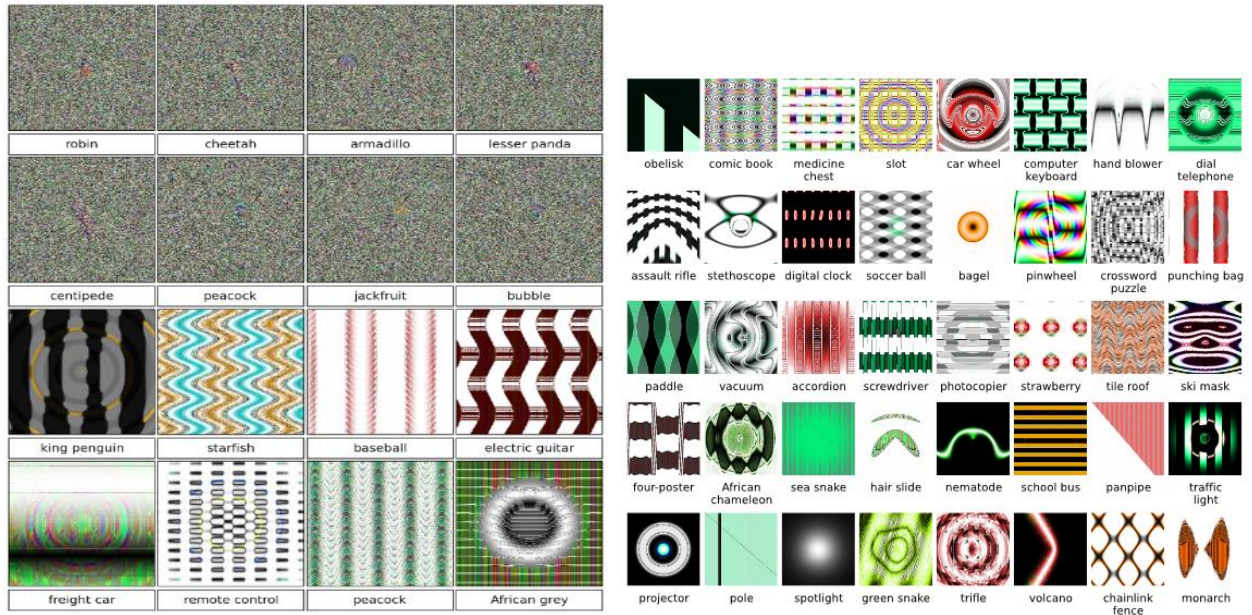 robin cheetah armadillo lesser panda
centipede peacock jackfruit bubble
king penguin starfish baseball electric guitar
freight car remote control peacock African grey
obelisk comic book medicine chest slot car wheel computer keyboard hand blower dial telephone
assault rifle stethoscope digital clock soccer ball bagel pinwheel crossword puzzle punching bag
paddle vacuum accordion screwdriver photocopier strawberry tile roof ski mask
four-poster African chameleon sea snake hair slide nematode school bus panpipe traffic light
projector pole spotlight green snake trifle volcano chainlink fence monarch